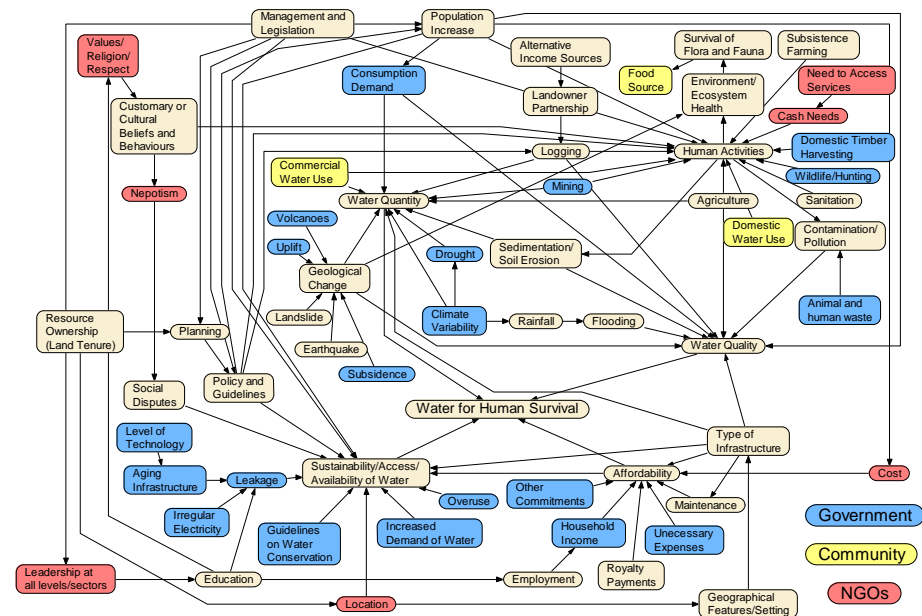 Management and
Legislation
Population
Increase
Values/
Religion/
Respect
Alternative
Income Sources
Survival of
Flora and Fauna
Subsistence
Farming
Consumption
Demand
Food
Source
Environment/
Ecosystem
Health
Need to Access
Services
Customary or
Cultural
Beliefs and
Behaviours
Landowner
Partnership
Cash Needs
Logging
Human Activities
Domestic Timber
Harvesting
Commercial
Water Use
Mining
Wildlife/Hunting
Nepotism
Water Quantity
Agriculture
Sanitation
Volcanoes
Uplift
Drought
Sedimentation/
Soil Erosion
Domestic
Water Use
Contamination/
Pollution
Geological
Change
Resource
Ownership
(Land Tenure)
Planning
Landslide
Climate
Variability
Rainfall
Flooding
Animal and
human waste
Earthquake
Water Quality
Subsidence
Social
Disputes
Policy and
Guidelines
Water for Human Survival
Level of
Technology
Type of
Infrastructure
Aging
Infrastructure
Leakage
Sustainability/Access/
Availability of Water
Affordability
Cost
Other
Commitments
Overuse
Maintenance
Irregular
Electricity
Guidelines
on Water
Conservation
Increased
Demand of Water
Household
Income
Unecessary
Expenses
Government
Community
Leadership at
all levels/sectors
Education
Employment
Royalty
Payments
NGOs
Location
Geographical
Features/Setting